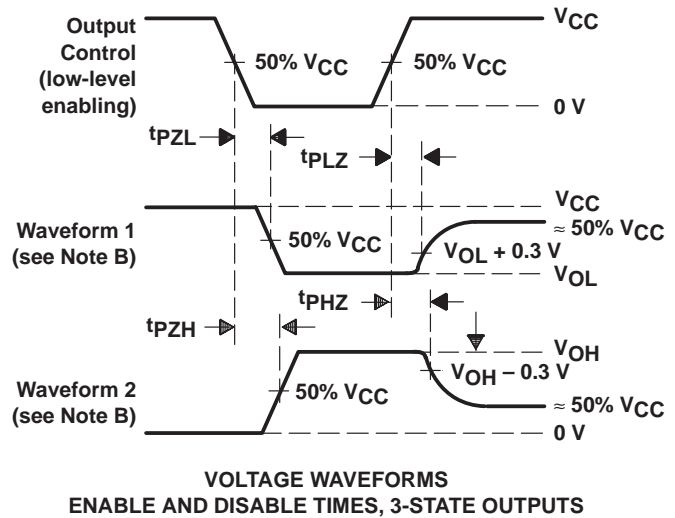 Output
Control
(low-level
enabling)
VCC
50% VCC
50% VCC
0 V
tPZL
tPLZ
Waveform 1
(see Note B)
VCC
≈ 50% VCC
50% VCC
VOL + 0.3 V
VOL
tPHZ
tPZH
VOH
VOH − 0.3 V
Waveform 2
(see Note B)
50% VCC
≈ 50% VCC
0 V
VOLTAGE WAVEFORMS
ENABLE AND DISABLE TIMES, 3-STATE OUTPUTS